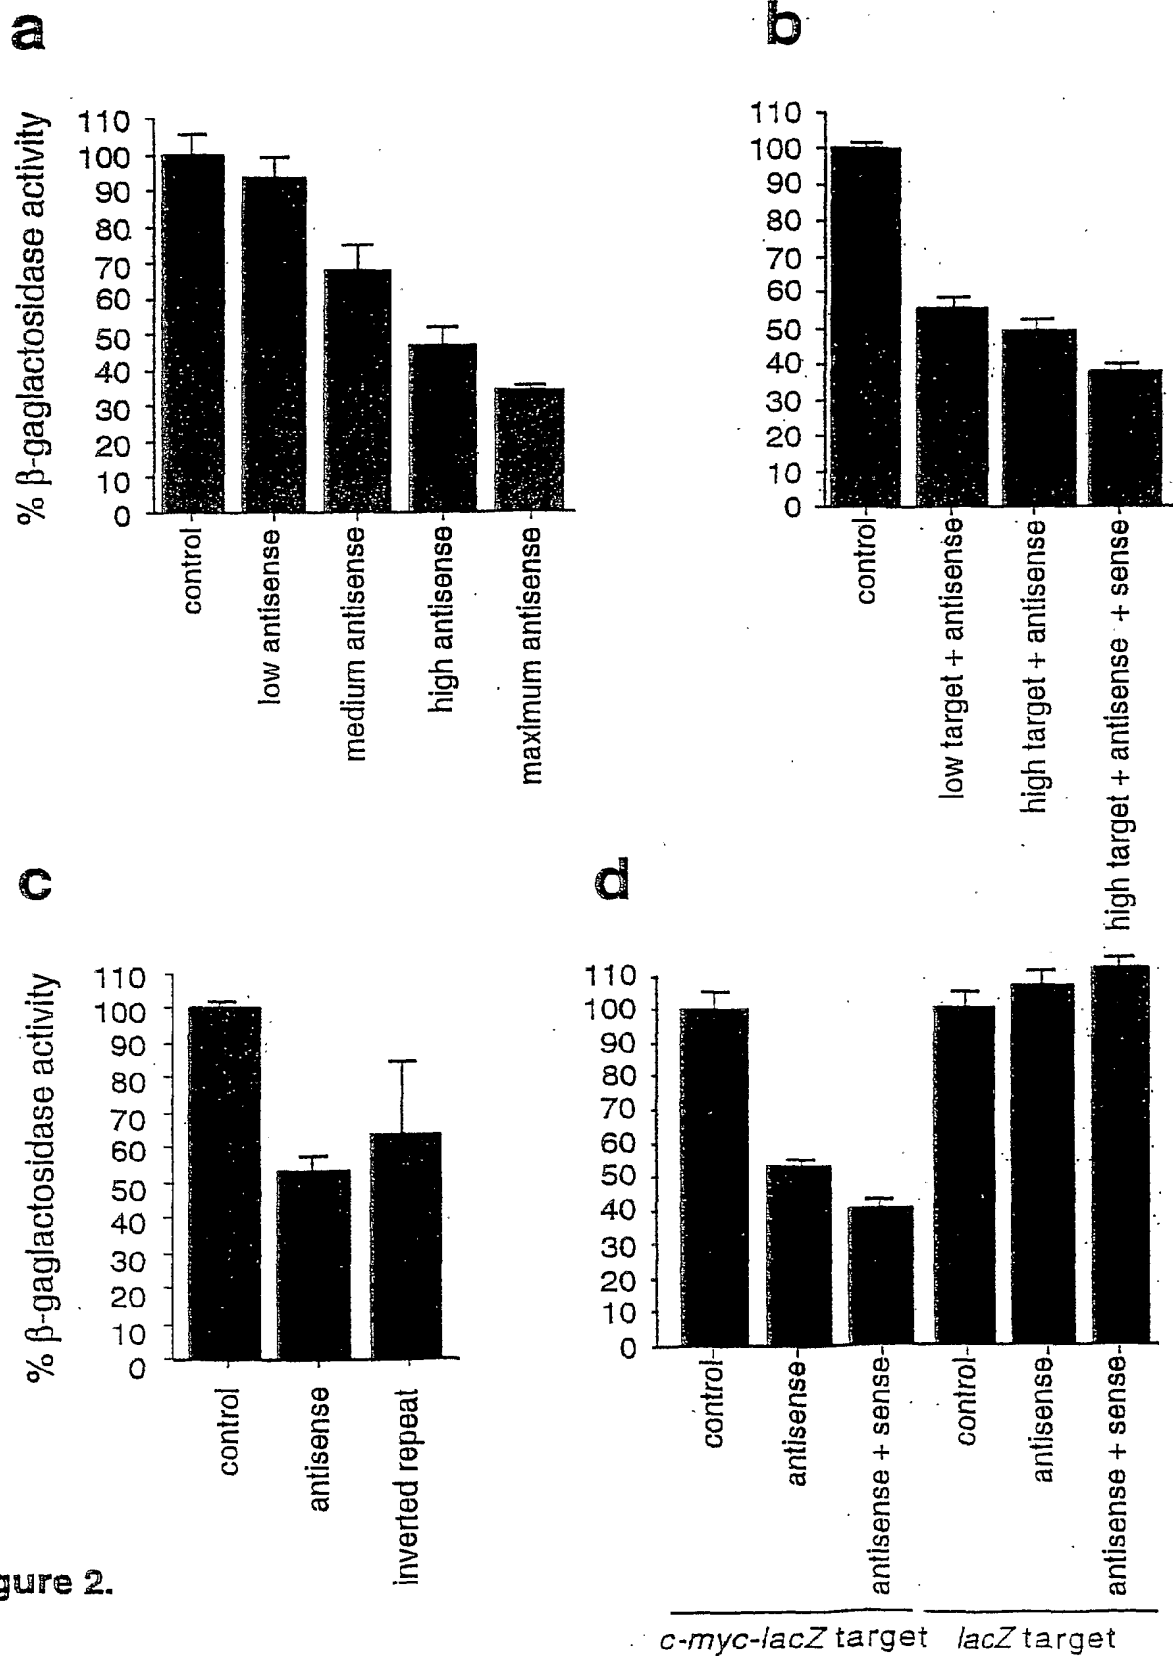 a
% β-gaglactosidase activity
110
100
90
80
70
60
50
40
30
20
10
0
control
low antisense
medium antisense
high antisense
maximum antisense
b
110
100
90
80
70
60
50
40
30
20
10
0
control
low target + antisense
high target + antisense
high target + antisense + sense
c
% β-gaglactosidase activity
110
100
90
80
70
60
50
40
30
20
10
0
control
antisense
inverted repeat
d
110
100
90
80
70
60
50
40
30
20
10
0
control
antisense
antisense + sense
control
antisense
antisense + sense
c-myc-lacZ target
lacZ target
gure 2.